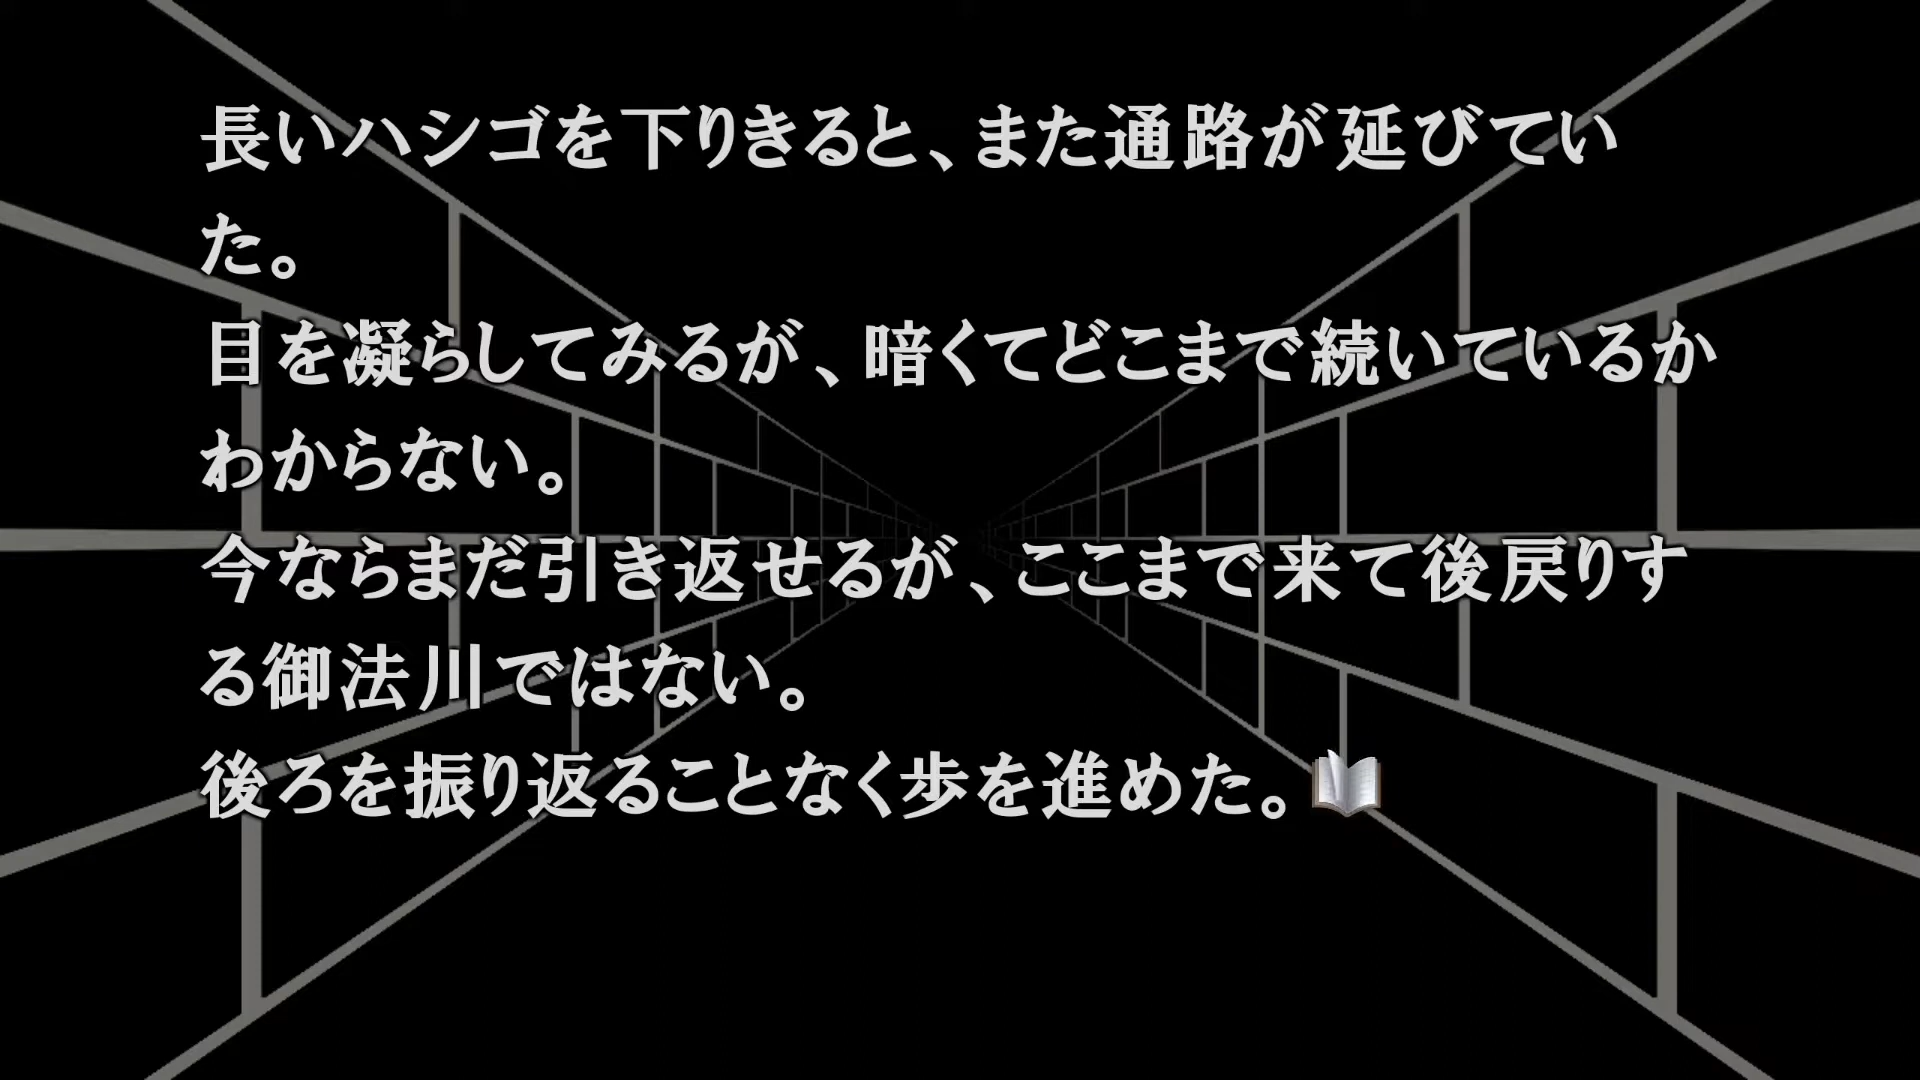 長いハシゴを下りきると、また通路が延びてい
た。
目を凝らしてみるが、暗くてどこまで続いているか
わからない。
今ならまだ引き返せるが、ここまで来て後戻りす
る御法川ではない。
後ろを振り返ることなく歩を進めた。